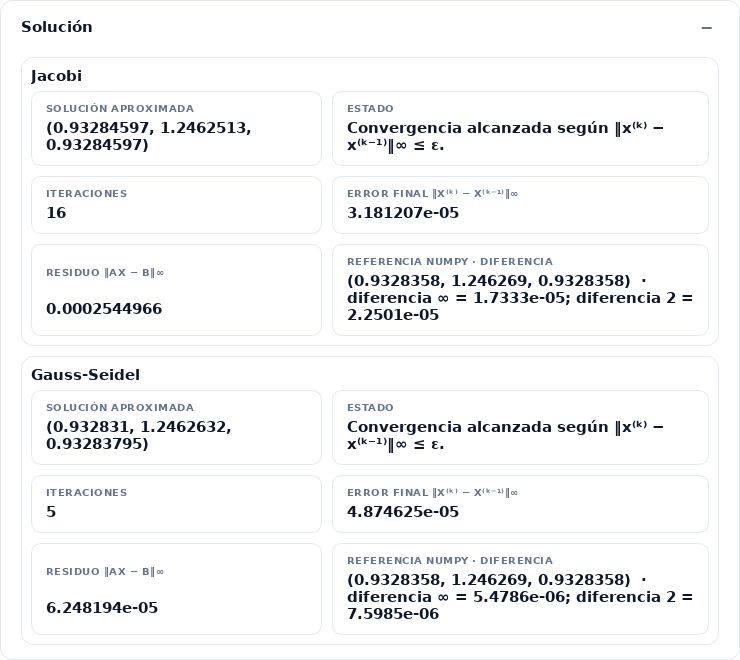 Solución
−
Jacobi
SOLUCIÓN APROXIMADA
(0.93284597, 1.2462513,
0.93284597)
ESTADO
Convergencia alcanzada según ‖x⁽ᵏ⁾ −
x⁽ᵏ⁻¹⁾‖∞ ≤ ε.
ITERACIONES
16
ERROR FINAL ‖X⁽ᵏ⁾ − X⁽ᵏ⁻¹⁾‖∞
3.181207e-05
RESIDUO ‖AX − B‖∞
0.0002544966
REFERENCIA NUMPY · DIFERENCIA
(0.9328358, 1.246269, 0.9328358) ·
diferencia ∞ = 1.7333e-05; diferencia 2 =
2.2501e-05
Gauss-Seidel
SOLUCIÓN APROXIMADA
(0.932831, 1.2462632,
0.93283795)
ESTADO
Convergencia alcanzada según ‖x⁽ᵏ⁾ −
x⁽ᵏ⁻¹⁾‖∞ ≤ ε.
ITERACIONES
5
ERROR FINAL ‖X⁽ᵏ⁾ − X⁽ᵏ⁻¹⁾‖∞
4.874625e-05
RESIDUO ‖AX − B‖∞
6.248194e-05
REFERENCIA NUMPY · DIFERENCIA
(0.9328358, 1.246269, 0.9328358) ·
diferencia ∞ = 5.4786e-06; diferencia 2 =
7.5985e-06